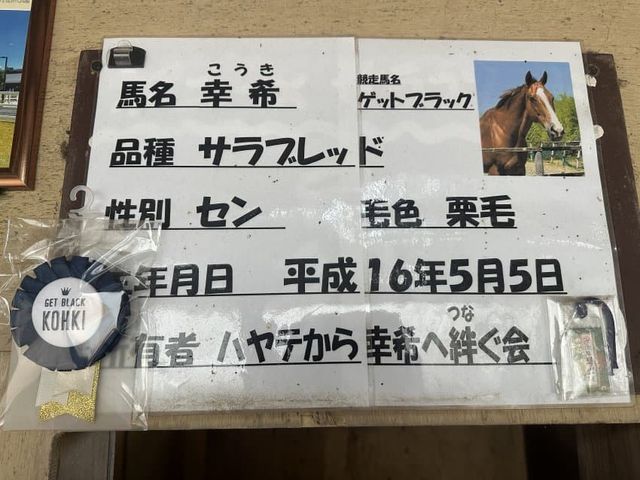 こうき
馬名 幸希
競走馬名
ゲットブラック
品種 サラブレッド
性別 セン 毛色 栗毛
年月日 平成16年5月5日
つな
有者 ハヤテから幸希へ絆ぐ会
GET BLACK
KOHKI